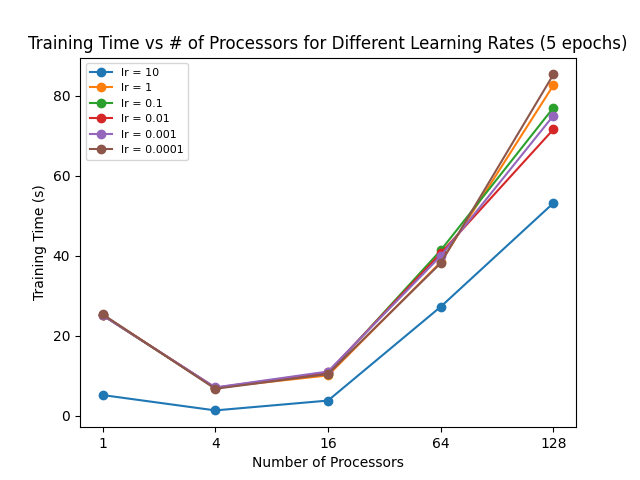 Training Time vs # of Processors for Different Learning Rates (5 epochs)
lr = 10
lr = 1
lr = 0.1
lr = 0.01
lr = 0.001
lr = 0.0001
80
60
40
20
0
Training Time (s)
1 4 16 64 128
Number of Processors